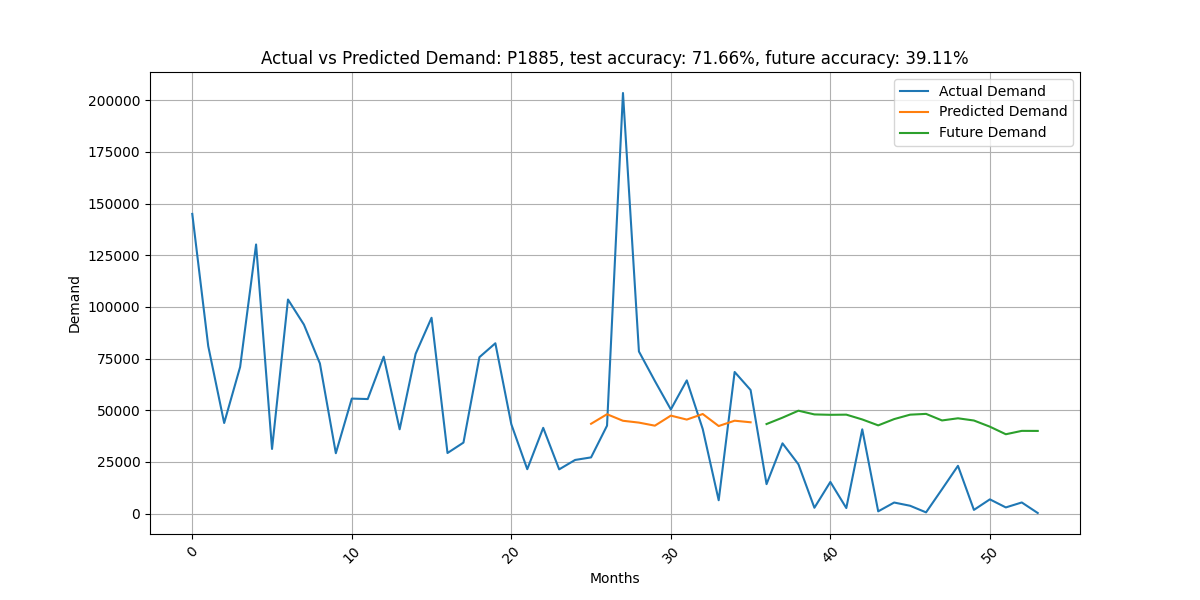 Actual vs Predicted Demand: P1885, test accuracy: 71.66%, future accuracy: 39.11%
Actual Demand
Predicted Demand
Future Demand
200000
175000
150000
125000
100000
75000
50000
25000
0
Demand
0
10
20
30
40
50
Months